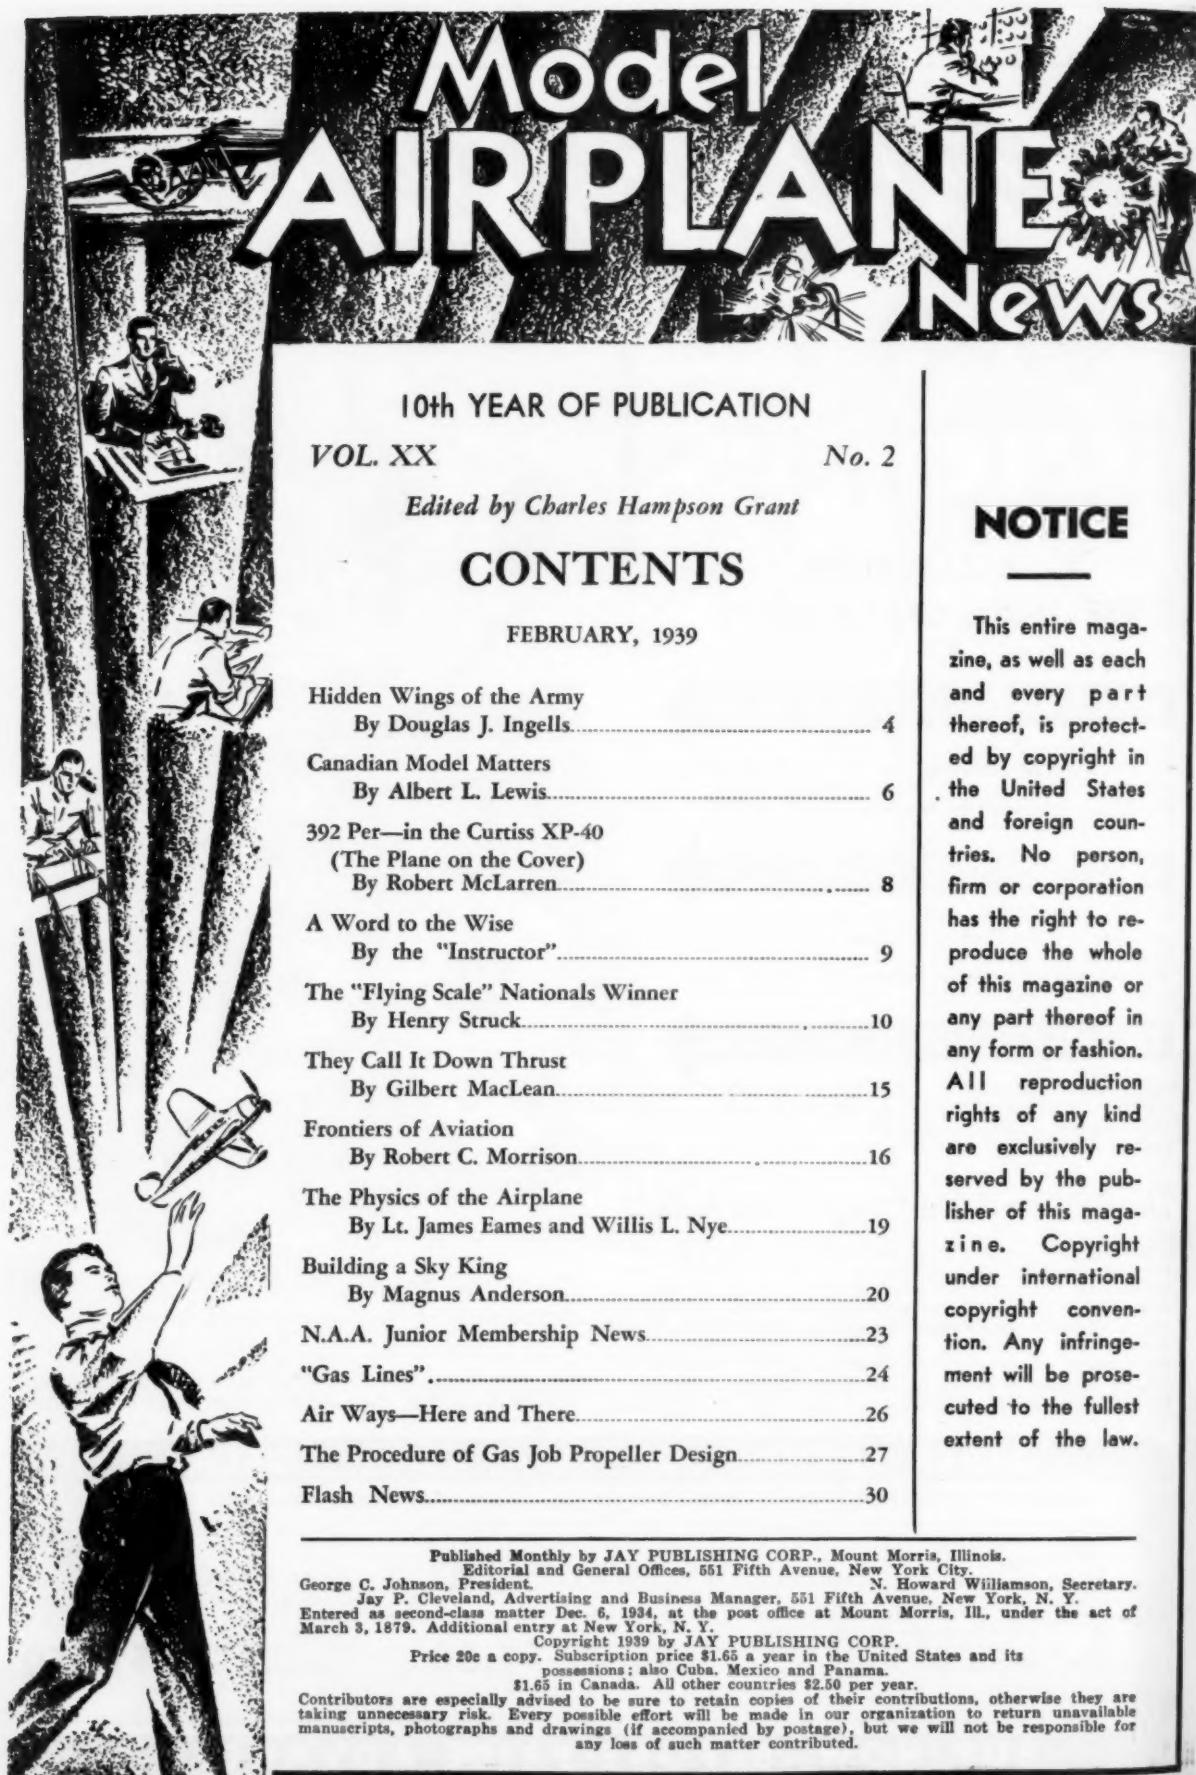 Model
AIRPLANE
News
10th YEAR OF PUBLICATION
VOL. XX No. 2
Edited by Charles Hampson Grant
CONTENTS
FEBRUARY, 1939
Hidden Wings of the Army
By Douglas J. Ingells 4
Canadian Model Matters
By Albert L. Lewis 6
392 Per—in the Curtiss XP-40
(The Plane on the Cover)
By Robert McLarren 8
A Word to the Wise
By the "Instructor" 9
The "Flying Scale" Nationals Winner
By Henry Struck 10
They Call It Down Thrust
By Gilbert MacLean 15
Frontiers of Aviation
By Robert C. Morrison 16
The Physics of the Airplane
By Lt. James Eames and Willis L. Nye 19
Building a Sky King
By Magnus Anderson 20
N.A.A. Junior Membership News 23
"Gas Lines" 24
Air Ways—Here and There 26
The Procedure of Gas Job Propeller Design 27
Flash News 30
NOTICE
This entire maga-
zine, as well as each
and every part
thereof, is protect-
ed by copyright in
the United States
and foreign coun-
tries. No person,
firm or corporation
has the right to re-
produce the whole
of this magazine or
any part thereof in
any form or fashion.
All reproduction
rights of any kind
are exclusively re-
served by the pub-
lisher of this maga-
zine. Copyright
under international
copyright conven-
tion. Any infringe-
ment will be prose-
cuted to the fullest
extent of the law.
Published Monthly by JAY PUBLISHING CORP., Mount Morris, Illinois.
Editorial and General Offices, 551 Fifth Avenue, New York City.
George C. Johnson, President. N. Howard Wiilliamson, Secretary.
Jay P. Cleveland, Advertising and Business Manager, 551 Fifth Avenue, New York, N. Y.
Entered as second-class matter Dec. 6, 1934, at the post office at Mount Morris, Ill., under the act of
March 3, 1879. Additional entry at New York, N. Y.
Copyright 1939 by JAY PUBLISHING CORP.
Price 20c a copy. Subscription price $1.65 a year in the United States and its
possessions; also Cuba, Mexico and Panama.
$1.65 in Canada. All other countries $2.50 per year.
Contributors are especially advised to be sure to retain copies of their contributions, otherwise they are
taking unnecessary risk. Every possible effort will be made in our organization to return unavailable
manuscripts, photographs and drawings (if accompanied by postage), but we will not be responsible for
any loss of such matter contributed.